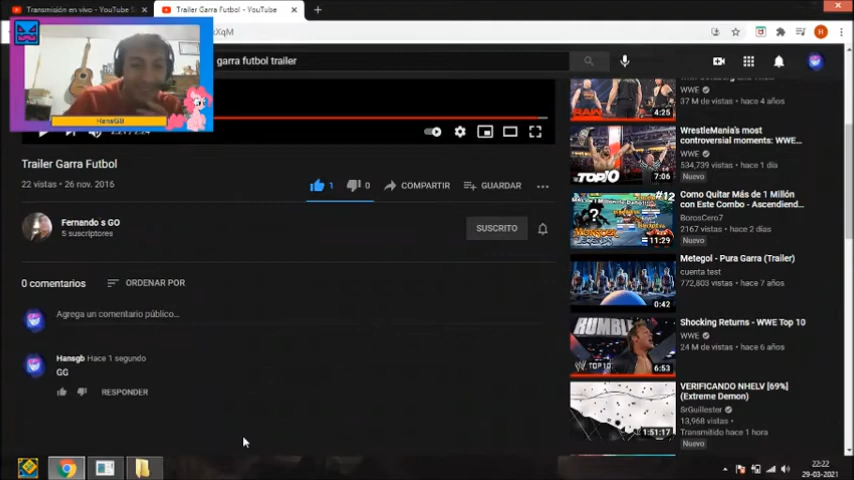 Transmisión en vivo - YouTube S
Trailer Garra Futbol - YouTube
XqM
H
HansGB
garra futbol trailer
Trailer Garra Futbol
22 vistas • 26 nov. 2016
1
0
COMPARTIR
GUARDAR
Fernando´s GO
5 suscriptores
SUSCRITO
0 comentarios
ORDENAR POR
Agrega un comentario público...
Hansgb Hace 1 segundo
GG
RESPONDER
WWE
37 M de vistas • hace 4 años
4:25
WrestleMania's most
controversial moments: WWE...
WWE
534,739 vistas • hace 1 día
Nuevo
TOP10
7:06
Como Quitar Más de 1 Millón
con Este Combo - Ascendiend...
BorosCero7
2167 vistas • hace 2 días
Nuevo
#12
11:29
Metegol - Pura Garra (Trailer)
cuenta test
772,803 vistas • hace 7 años
0:42
Shocking Returns - WWE Top 10
WWE
24 M de vistas • hace 6 años
RUMBLE
TOP10
6:53
VERIFICANDO NHELV [69%]
(Extreme Demon)
SrGuillester
13,968 vistas •
Transmitido hace 1 hora
Nuevo
1:51:17
22:22
29-03-2021